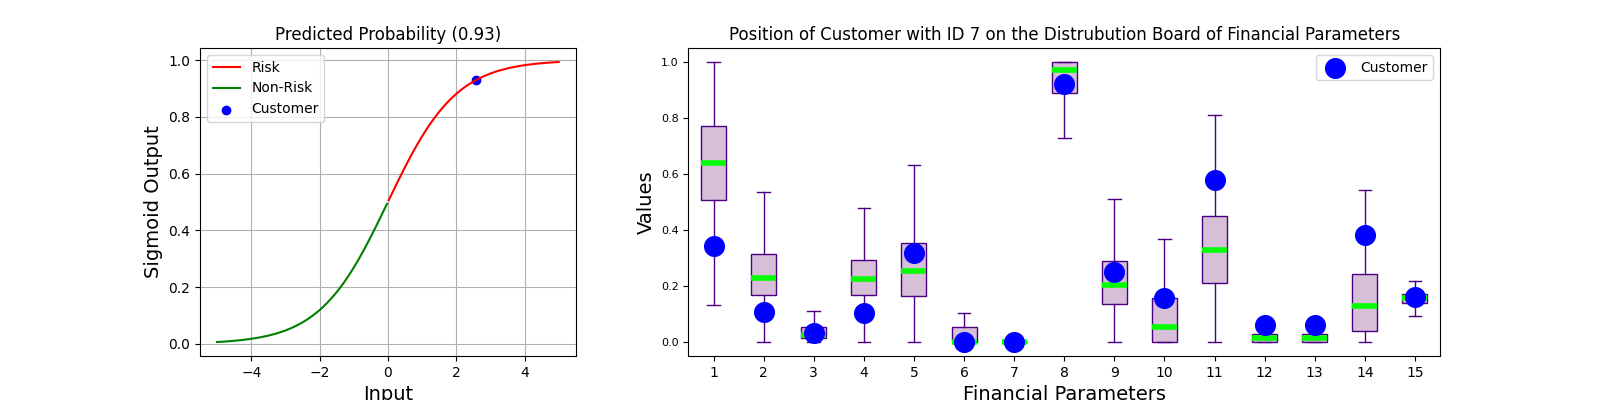 Predicted Probability (0.93)
Sigmoid Output
1.0
0.8
0.6
0.4
0.2
0.0
Risk
Non-Risk
Customer
−4 −2 0 2 4
Input
Position of Customer with ID 7 on the Distrubution Board of Financial Parameters
Values
1.0
0.8
0.6
0.4
0.2
0.0
Customer
1 2 3 4 5 6 7 8 9 10 11 12 13 14 15
Financial Parameters